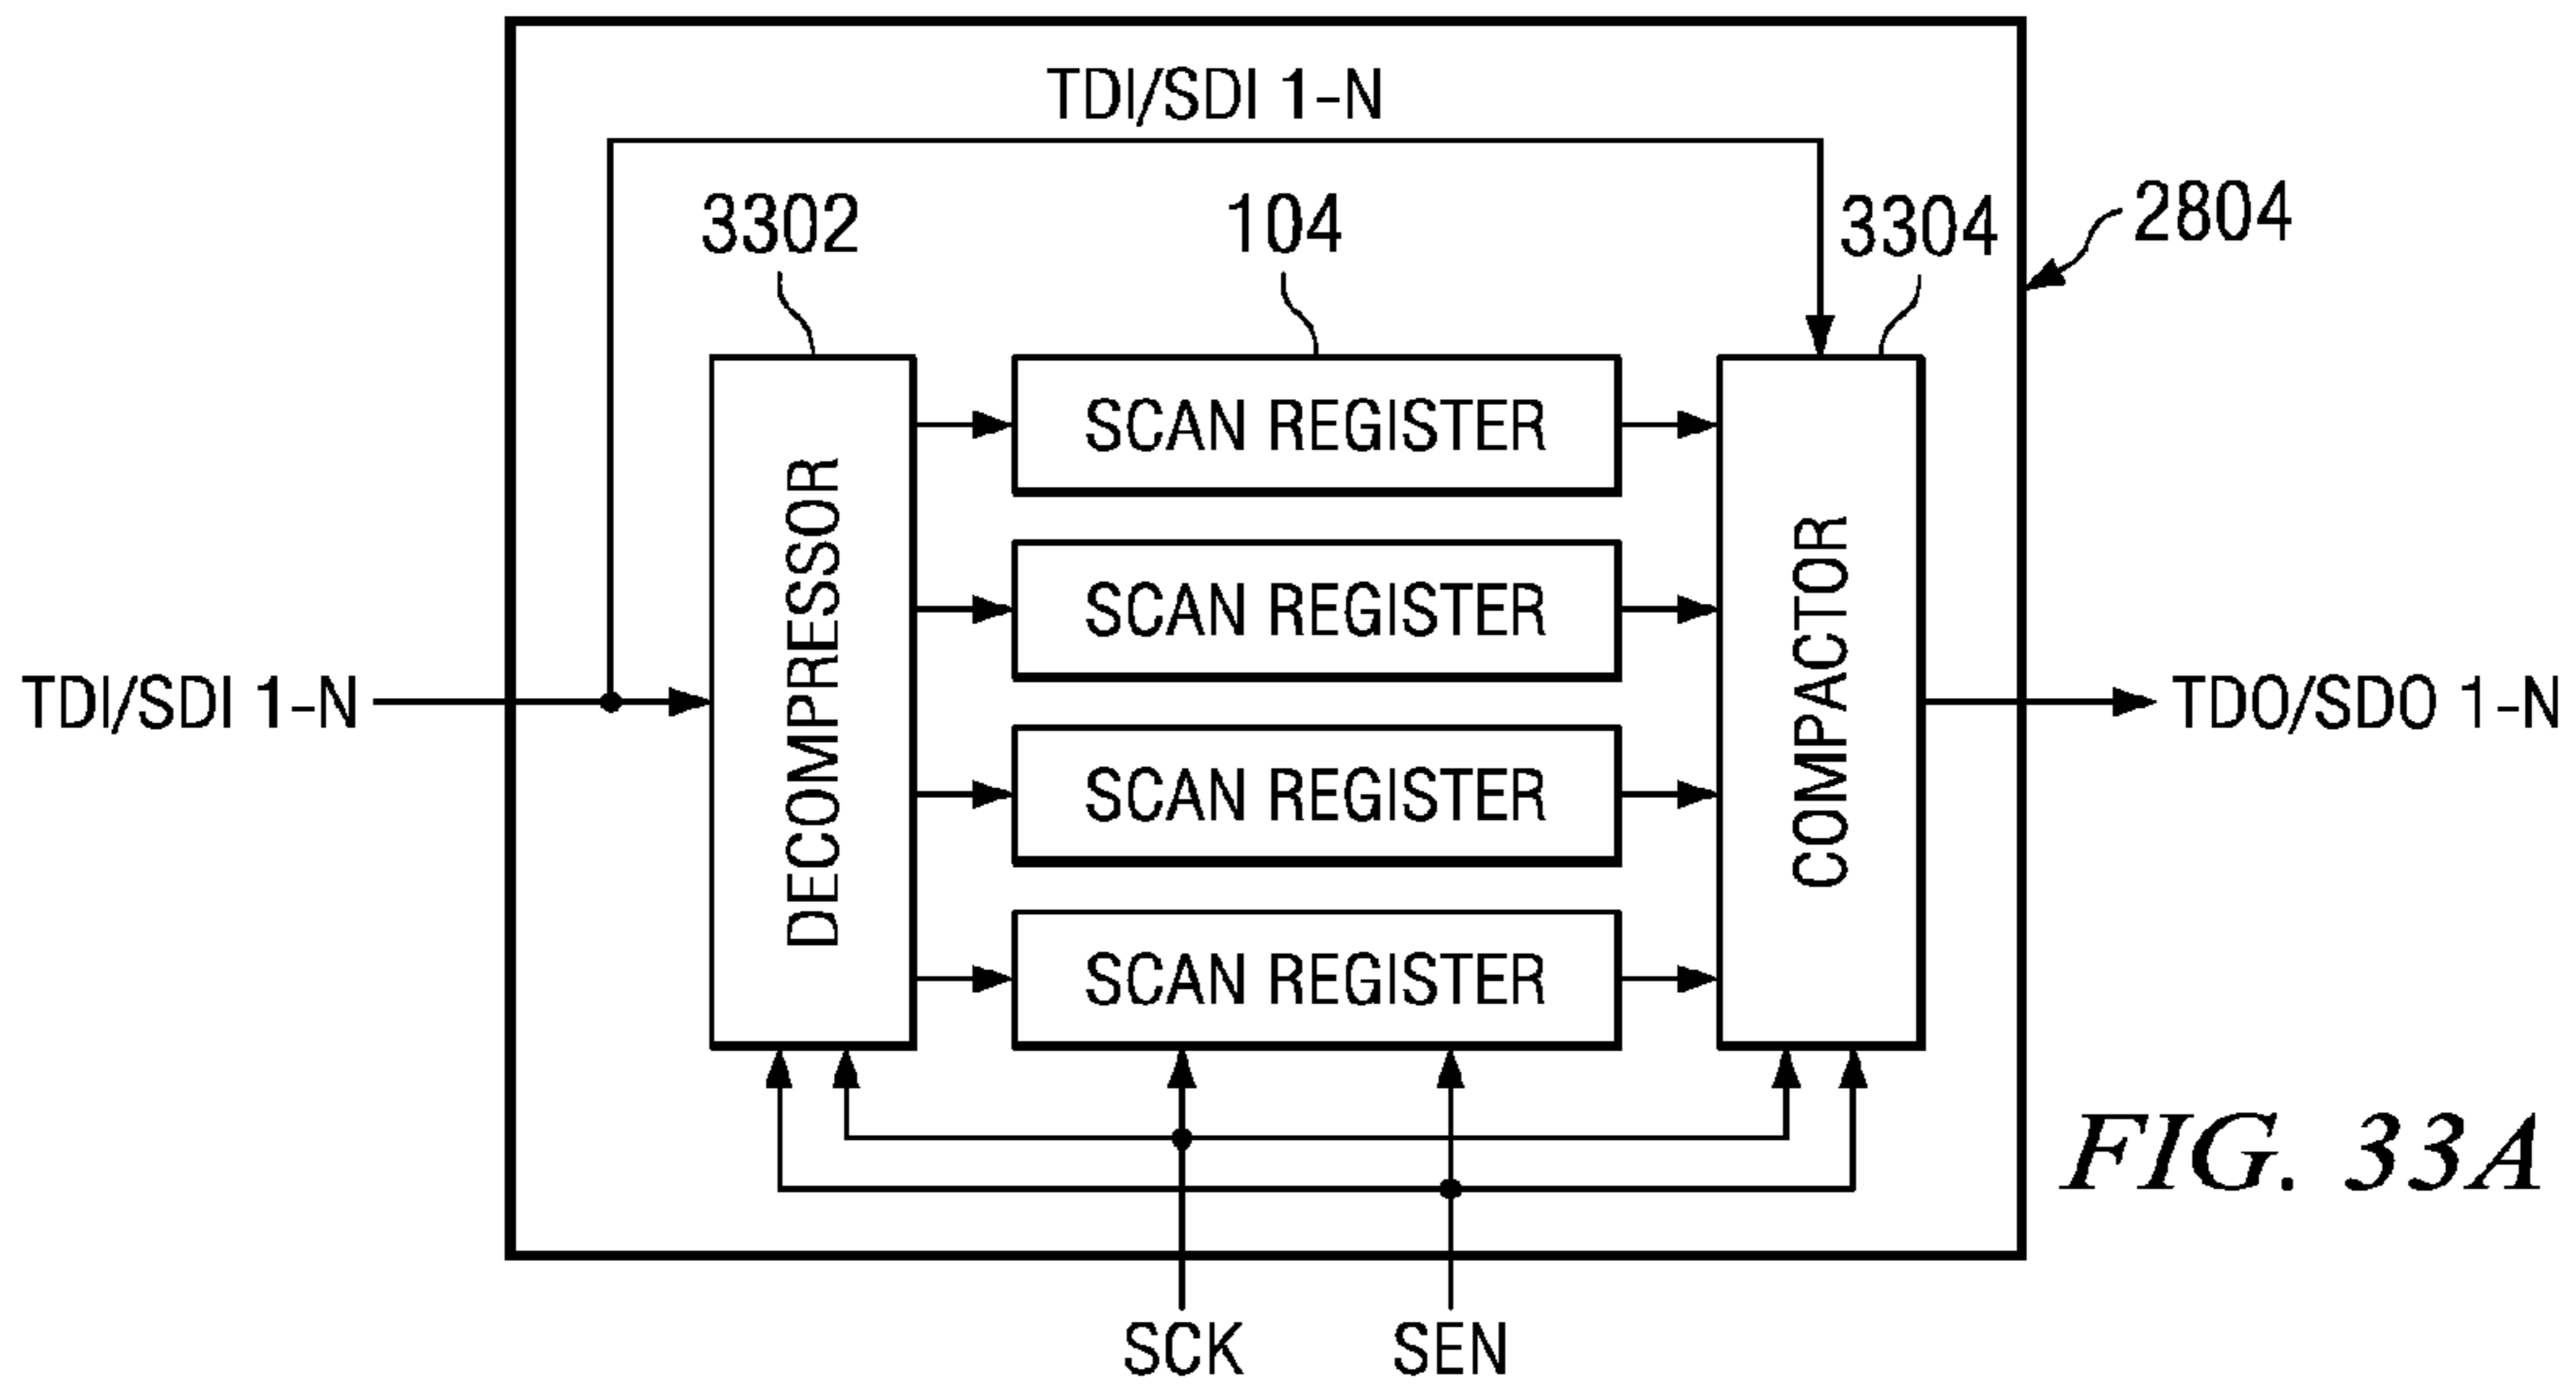 TDI/SDI 1-N
3302
104
3304
2804
SCAN REGISTER
SCAN REGISTER
SCAN REGISTER
SCAN REGISTER
DECOMPRESSOR
COMPACTOR
TDI/SDI 1-N
TDO/SDO 1-N
SCK
SEN
FIG. 33A